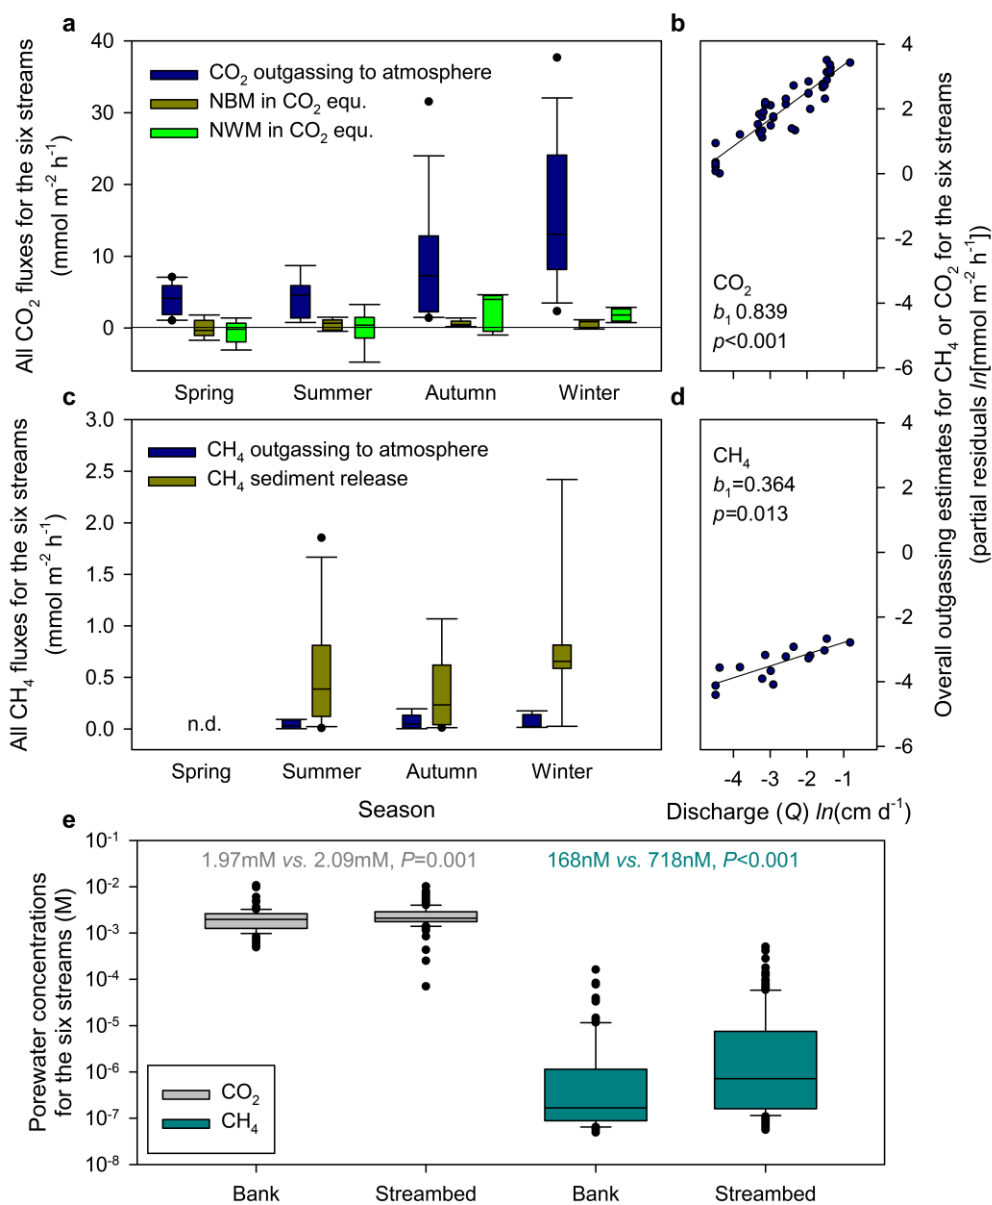 a
All CO₂ fluxes for the six streams
(mmol m⁻² h⁻¹)
40
30
20
10
0
CO₂ outgassing to atmosphere
NBM in CO₂ equ.
NWM in CO₂ equ.
Spring Summer Autumn Winter
b
4
2
0
-2
-4
-6
CO₂
b₁ 0.839
p<0.001
Overall outgassing estimates for CH₄ or CO₂ for the six streams
(partial residuals ln[mmol m⁻² h⁻¹])
c
All CH₄ fluxes for the six streams
(mmol m⁻² h⁻¹)
3.0
2.5
2.0
1.5
1.0
0.5
0.0
CH₄ outgassing to atmosphere
CH₄ sediment release
n.d.
Spring Summer Autumn Winter
Season
d
4
2
0
-2
-4
-6
CH₄
b₁=0.364
p=0.013
-4 -3 -2 -1
Discharge (Q) ln(cm d⁻¹)
e
Porewater concentrations
for the six streams (M)
10⁻¹
10⁻²
10⁻³
10⁻⁴
10⁻⁵
10⁻⁶
10⁻⁷
10⁻⁸
1.97mM vs. 2.09mM, P=0.001
168nM vs. 718nM, P<0.001
CO₂
CH₄
Bank Streambed Bank Streambed